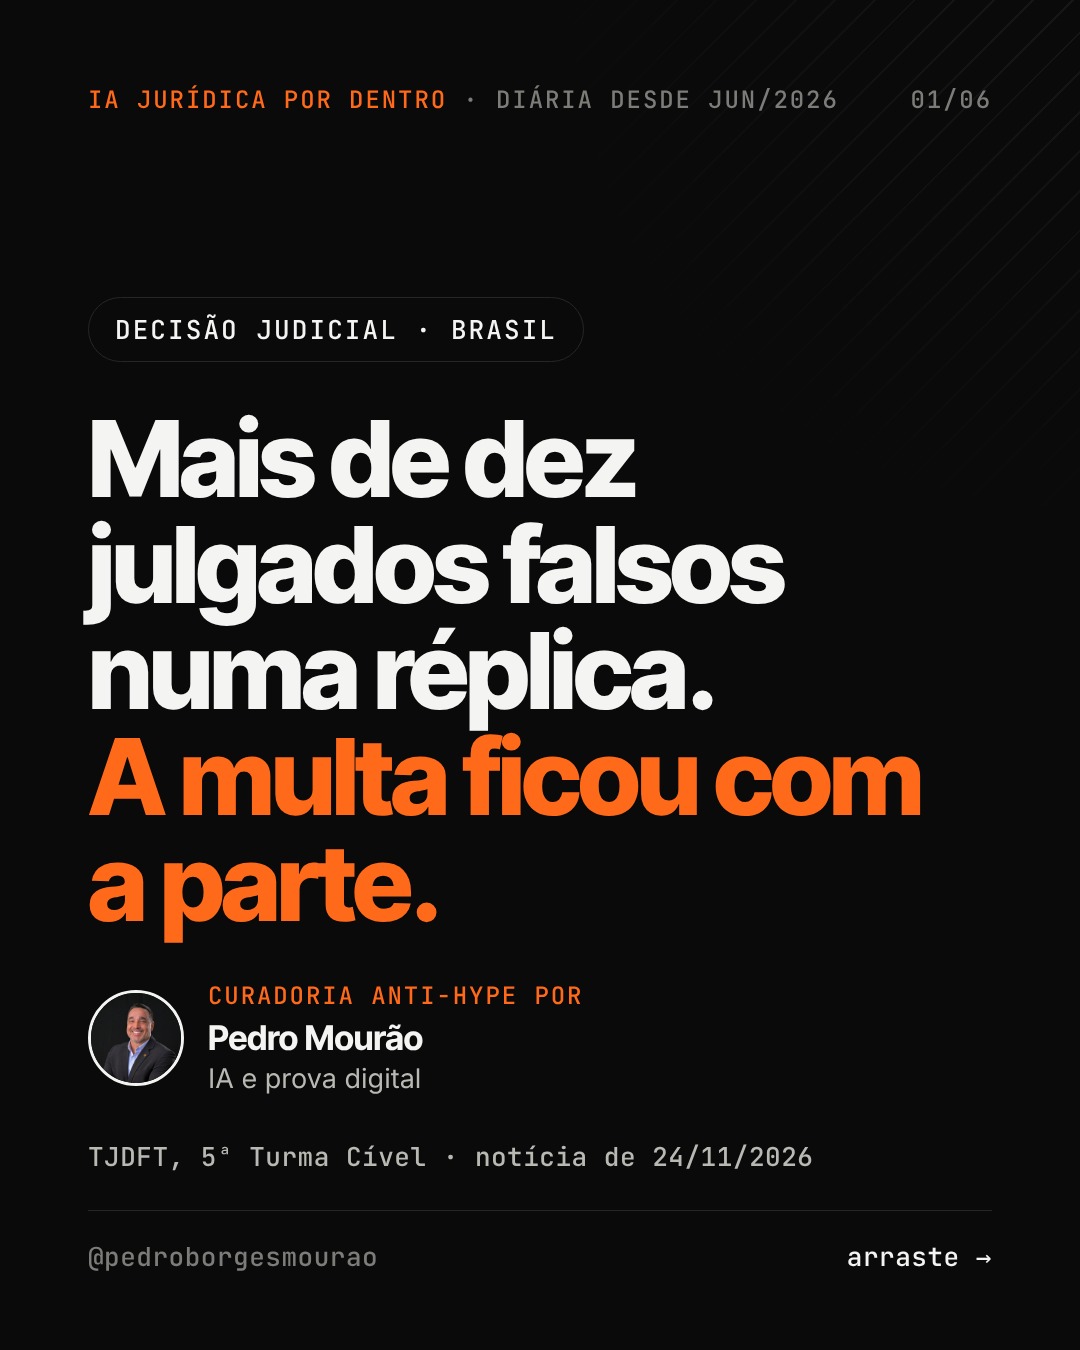 IA JURÍDICA POR DENTRO · DIÁRIA DESDE JUN/2026 01/06
DECISÃO JUDICIAL · BRASIL
Mais de dez
julgados falsos
numa réplica.
A multa ficou com
a parte.
CURADORIA ANTI-HYPE POR
Pedro Mourão
IA e prova digital
TJDFT, 5ª Turma Cível · notícia de 24/11/2026
@pedroborgesmourao arraste →